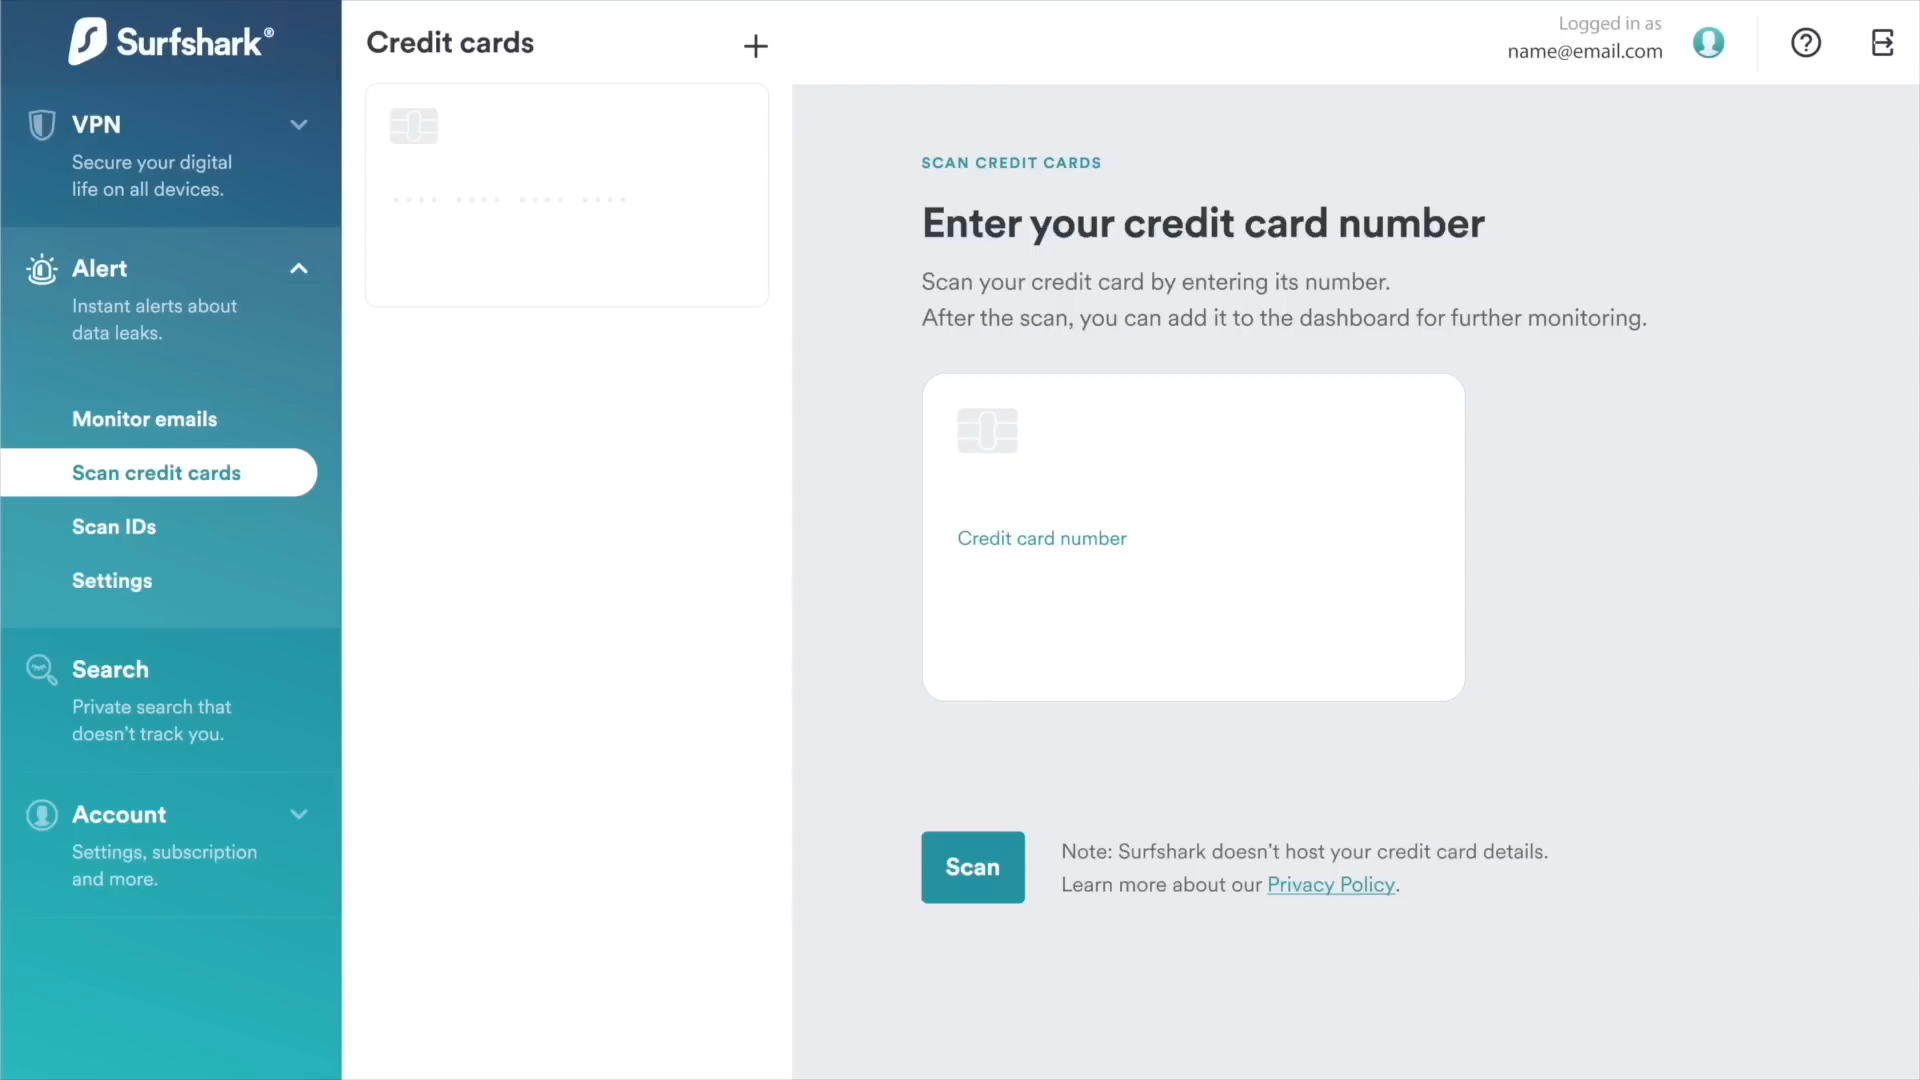 Surfshark®
VPN
Secure your digital
life on all devices.
Alert
Instant alerts about
data leaks.
Monitor emails
Scan credit cards
Scan IDs
Settings
Search
Private search that
doesn't track you.
Account
Settings, subscription
and more.
Credit cards
Logged in as
name@email.com
SCAN CREDIT CARDS
Enter your credit card number
Scan your credit card by entering its number.
After the scan, you can add it to the dashboard for further monitoring.
Credit card number
Scan
Note: Surfshark doesn't host your credit card details.
Learn more about our Privacy Policy.